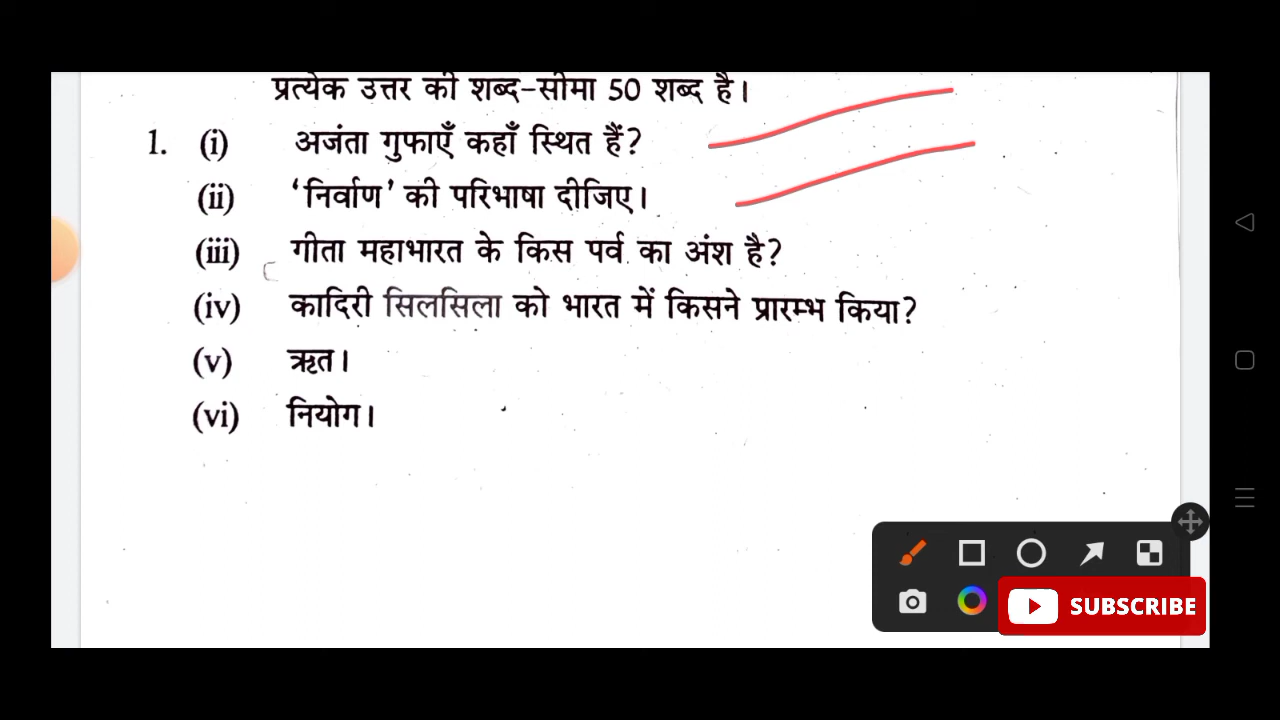 प्रत्येक उत्तर की शब्द-सीमा 50 शब्द है।
1. (i) अजंता गुफाएँ कहाँ स्थित हैं?
(ii) 'निर्वाण' की परिभाषा दीजिए।
(iii) गीता महाभारत के किस पर्व का अंश है?
(iv) कादिरी सिलसिला को भारत में किसने प्रारम्भ किया?
(v) ऋत।
(vi) नियोग।
SUBSCRIBE